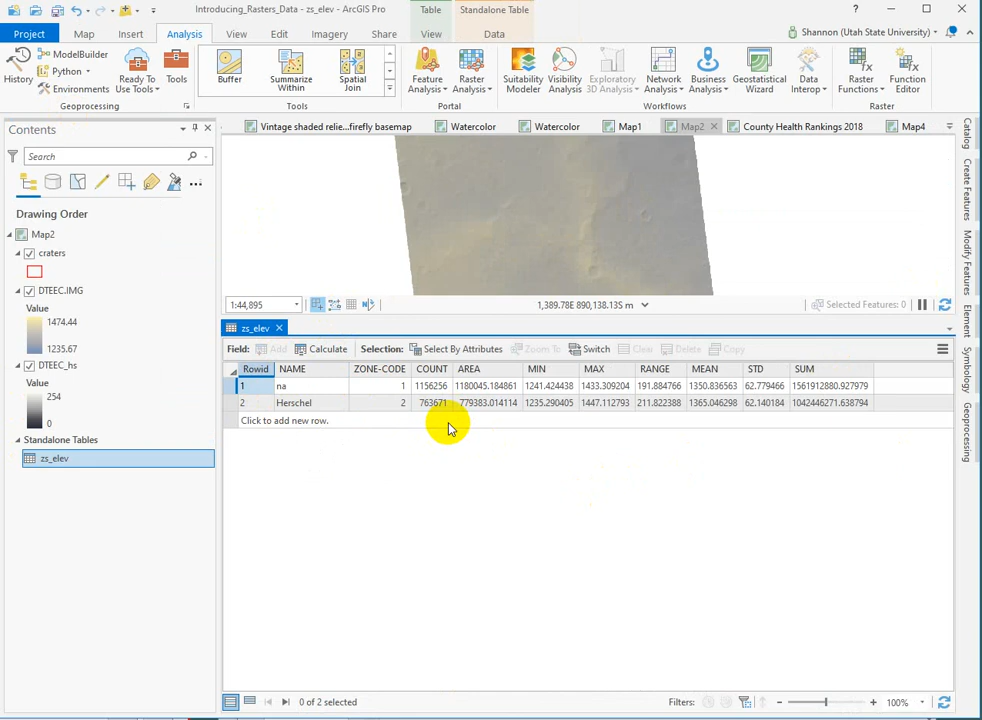 Introducing_Rasters_Data - zs_elev - ArcGIS Pro
Table
Standalone Table
?
Project Map Insert Analysis View Edit Imagery Share View Data
Shannon (Utah State University)
History
ModelBuilder
Python
Environments
Ready To Use Tools
Tools
Geoprocessing
Buffer
Summarize Within
Spatial Join
Tools
Feature Analysis
Raster Analysis
Portal
Suitability Modeler
Visibility Analysis
Exploratory 3D Analysis
Network Analysis
Business Analysis
Geostatistical Wizard
Data Interop
Workflows
Raster Functions
Function Editor
Raster
Contents
Search
Drawing Order
Map2
craters
DTEEC.IMG
Value
1474.44
1235.67
DTEEC_hs
Value
254
0
Standalone Tables
zs_elev
Vintage shaded relie...firefly basemap Watercolor Watercolor Map1 Map2 County Health Rankings 2018 Map4
1:44,895
1,389.78E 890,138.13S m
Selected Features: 0
zs_elev
Field: Add Calculate Selection: Select By Attributes Zoom To Switch Clear Delete Copy
Rowid NAME ZONE-CODE COUNT AREA MIN MAX RANGE MEAN STD SUM
1 na 1 1156256 1180045.184861 1241.424438 1433.309204 191.884766 1350.836563 62.779466 1561912880.927979
2 Herschel 2 763671 779383.014114 1235.290405 1447.112793 211.822388 1365.046298 62.140184 1042446271.638794
Click to add new row.
0 of 2 selected
Filters:
100%
Catalog
Create Features
Modify Features
Element
Symbology
Geoprocessing